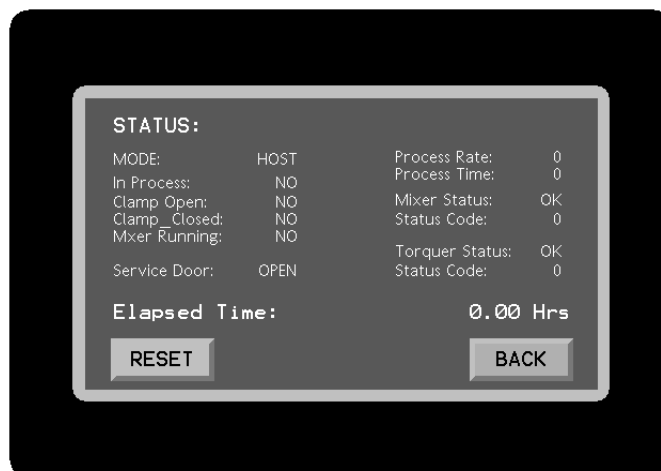 STATUS:
MODE: HOST
In Process: NO
Clamp Open: NO
Clamp_Closed: NO
Mxer Running: NO
Service Door: OPEN
Process Rate: 0
Process Time: 0
Mixer Status: OK
Status Code: 0
Torquer Status: OK
Status Code: 0
Elapsed Time: 0.00 Hrs
RESET
BACK